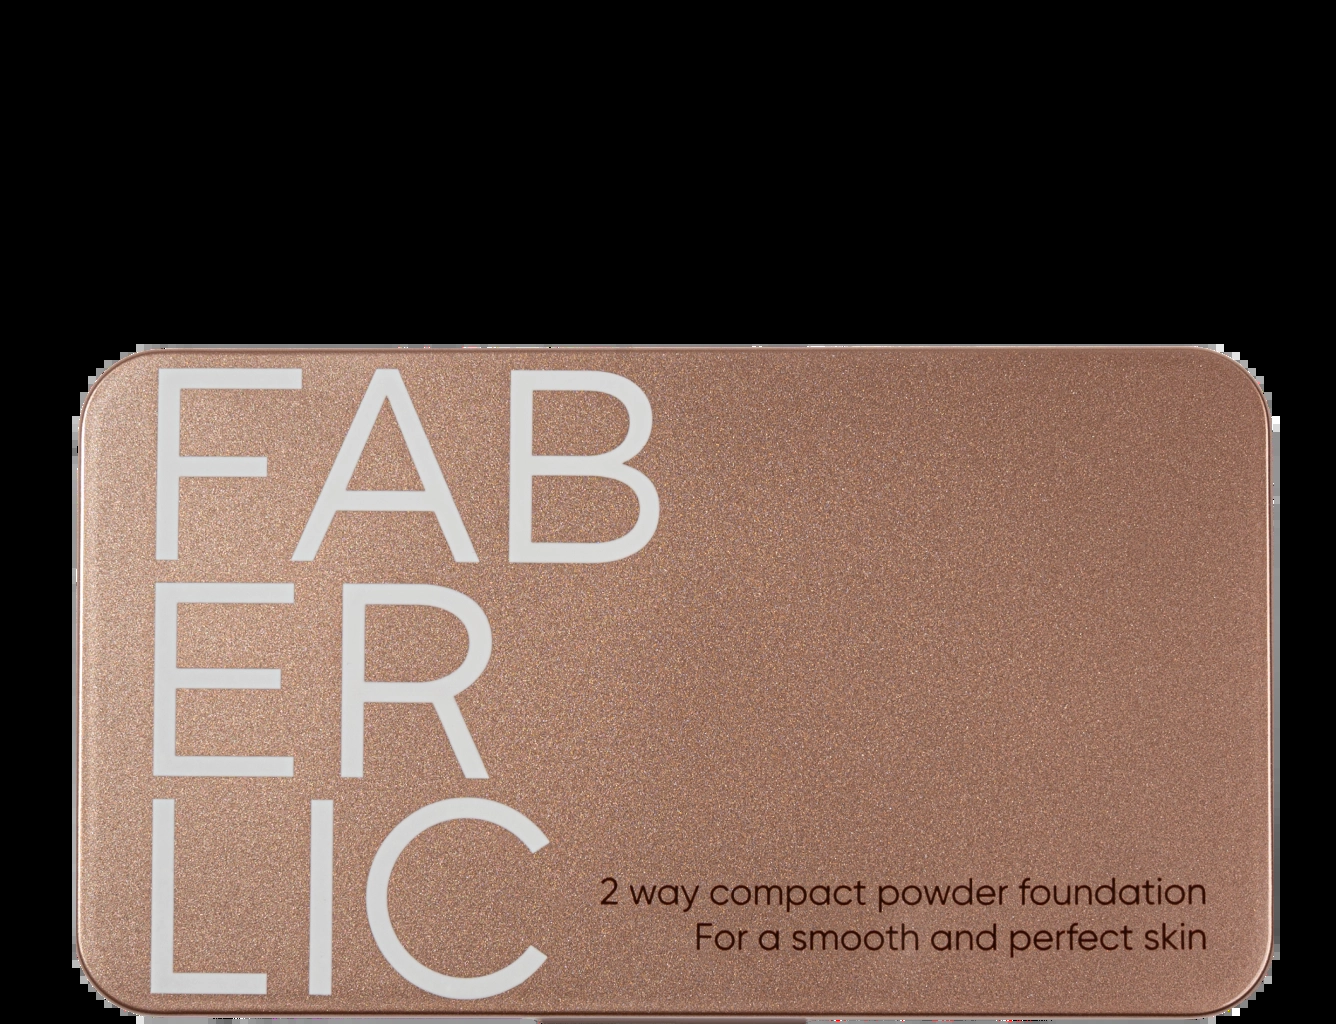 FAB
ER
LIC
2 way compact powder foundation
For a smooth and perfect skin